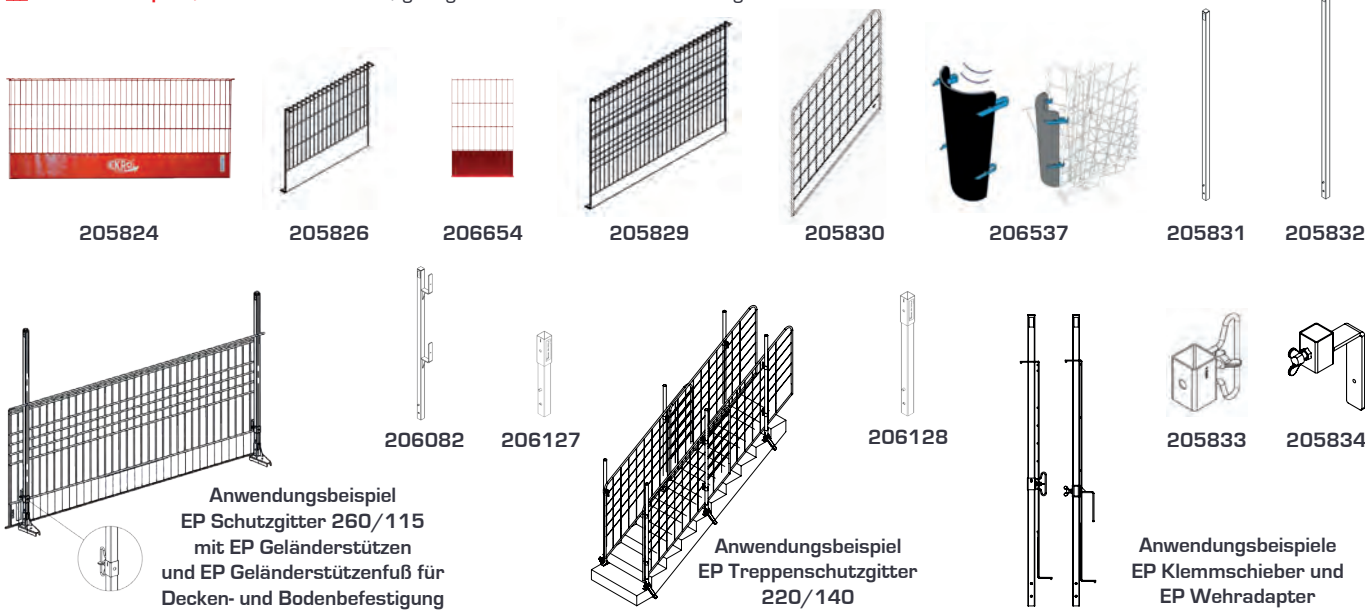 205824
205826
206654
205829
205830
206537
205831
205832
206082
206127
206128
205833
205834
Anwendungsbeispiel
EP Schutzgitter 260/115
mit EP Geländerstützen
und EP Geländerstützenfuß für
Decken- und Bodenbefestigung
Anwendungsbeispiel
EP Treppenschutzgitter
220/140
Anwendungsbeispiele
EP Klemmschieber und
EP Wehradapter